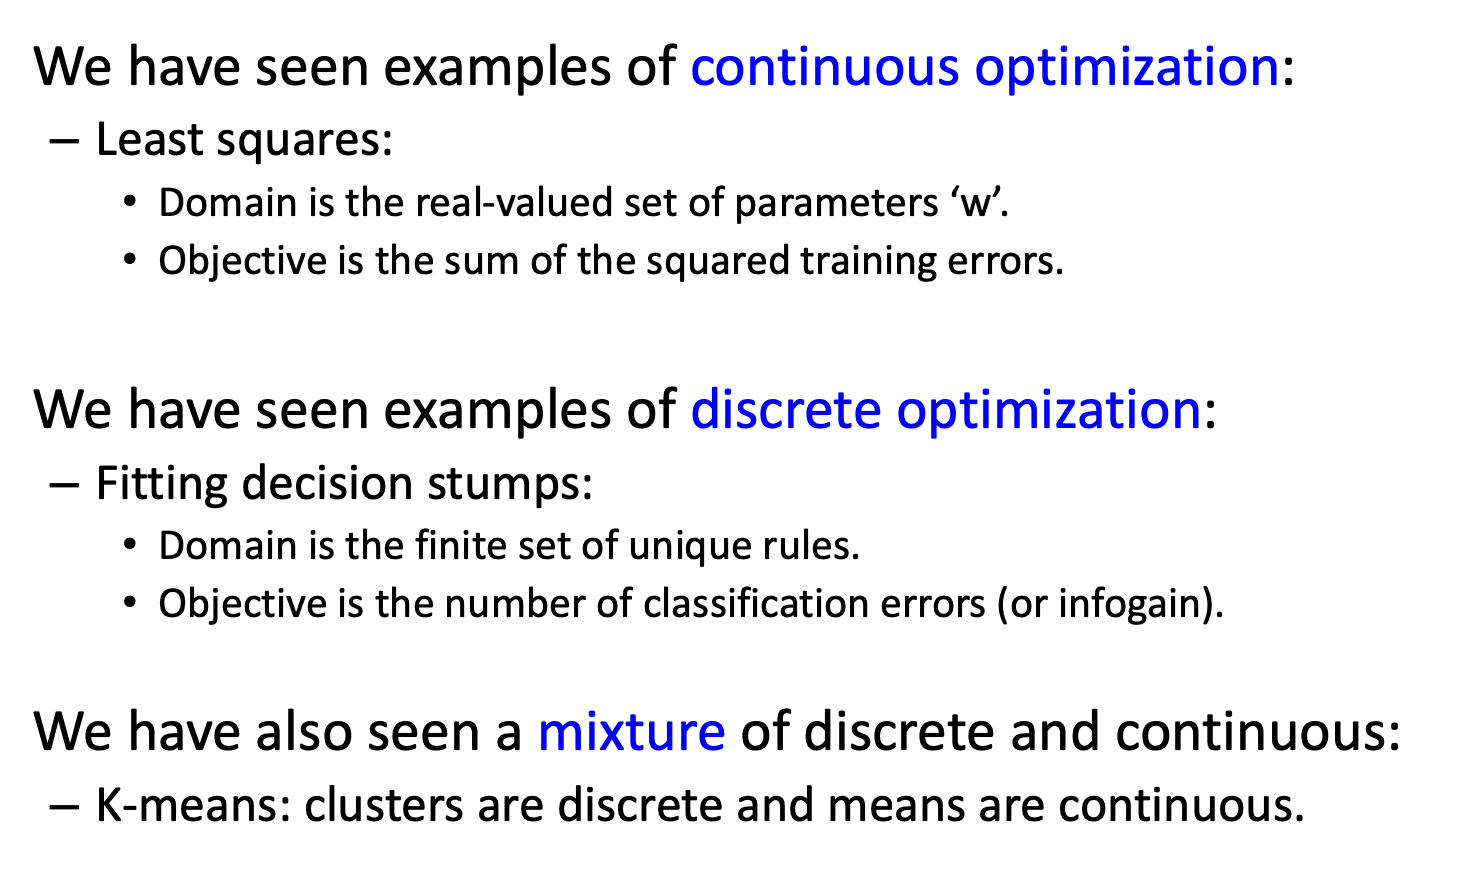 We have seen examples of continuous optimization:
– Least squares:
• Domain is the real-valued set of parameters ‘w’.
• Objective is the sum of the squared training errors.
We have seen examples of discrete optimization:
– Fitting decision stumps:
• Domain is the finite set of unique rules.
• Objective is the number of classification errors (or infogain).
We have also seen a mixture of discrete and continuous:
– K-means: clusters are discrete and means are continuous.